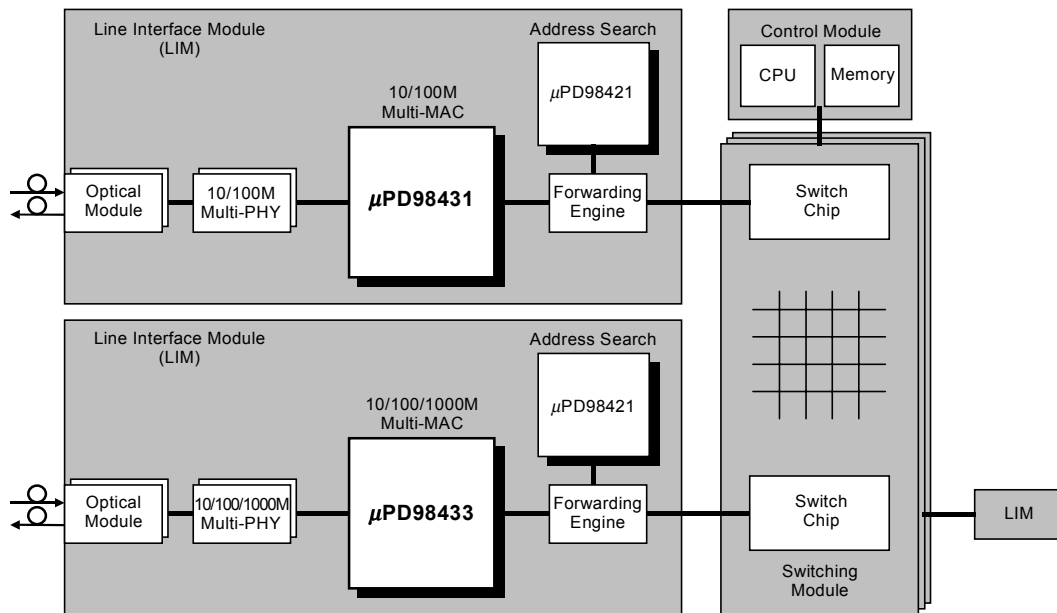 Line Interface Module
(LIM)
Address Search
μPD98421
10/100M
Multi-MAC
Optical
Module
10/100M
Multi-PHY
μPD98431
Forwarding
Engine
Control Module
CPU
Memory
Switch
Chip
Line Interface Module
(LIM)
Address Search
μPD98421
10/100/1000M
Multi-MAC
Optical
Module
10/100/1000M
Multi-PHY
μPD98433
Forwarding
Engine
Switch
Chip
Switching
Module
LIM